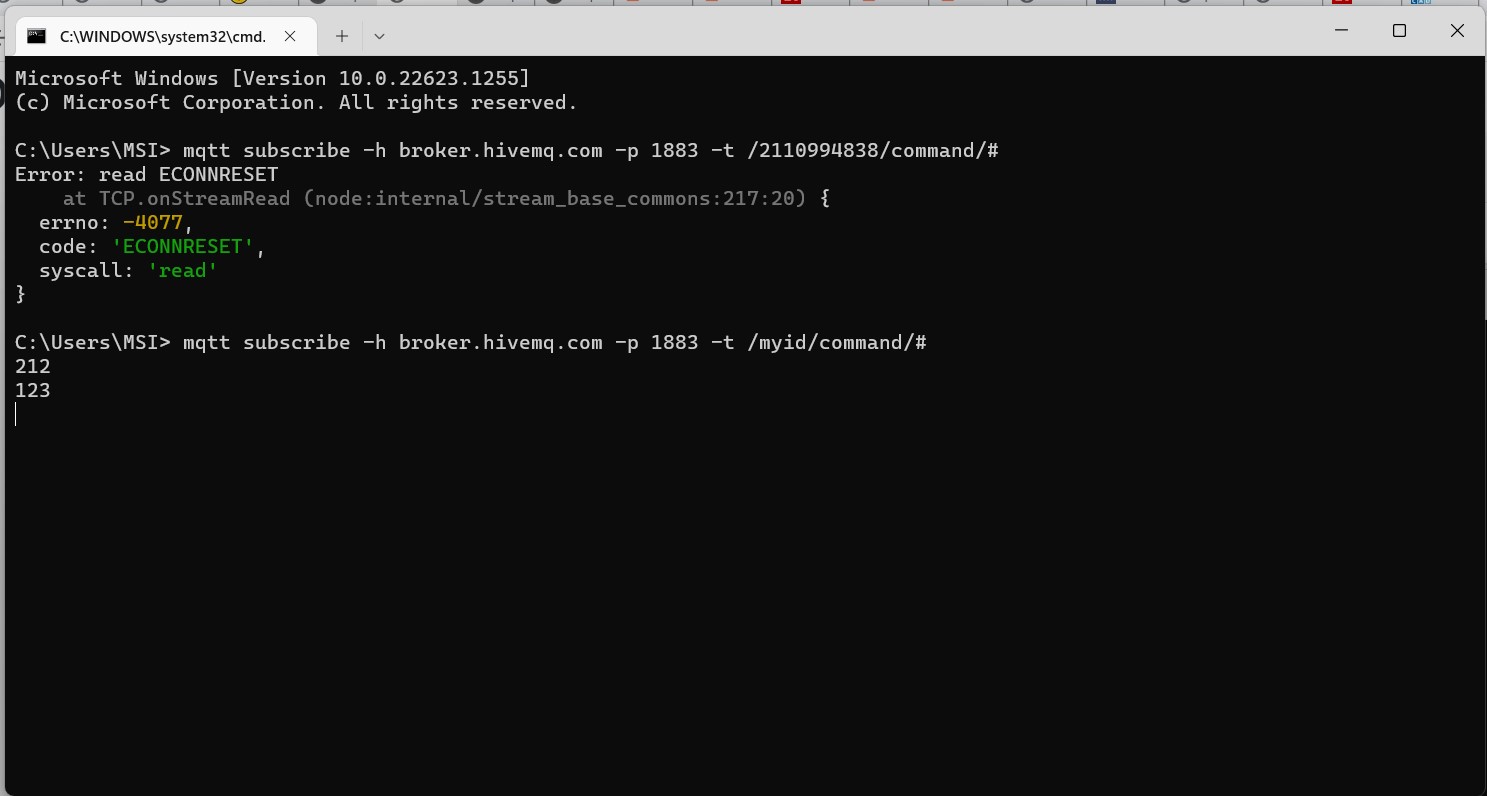 C:\WINDOWS\system32\cmd.
Microsoft Windows [Version 10.0.22623.1255]
(c) Microsoft Corporation. All rights reserved.
C:\Users\MSI> mqtt subscribe -h broker.hivemq.com -p 1883 -t /2110994838/command/#
Error: read ECONNRESET
    at TCP.onStreamRead (node:internal/stream_base_commons:217:20) {
  errno: -4077,
  code: 'ECONNRESET',
  syscall: 'read'
}
C:\Users\MSI> mqtt subscribe -h broker.hivemq.com -p 1883 -t /myid/command/#
212
123